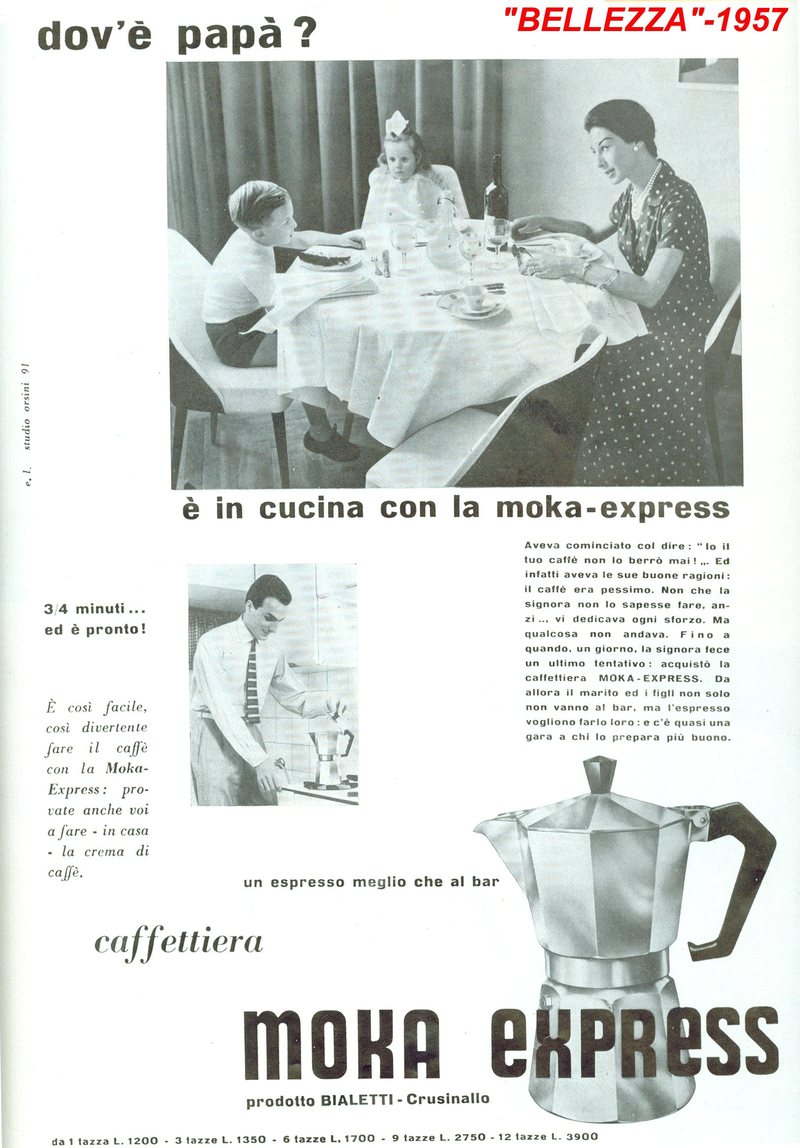 "BELLEZZA"-1957
dov'è papà?
e. l. studio orsini 91
è in cucina con la moka-express
Aveva cominciato col dire: "Io il
tuo caffè non lo berrò mai!„. Ed
infatti aveva le sue buone ragioni:
il caffè era pessimo. Non che la
signora non lo sapesse fare, an-
zi..., vi dedicava ogni sforzo. Ma
qualcosa non andava. Fino a
quando, un giorno, la signora fece
un ultimo tentativo: acquistò la
caffettiera MOKA-EXPRESS. Da
allora il marito ed i figli non solo
non vanno al bar, ma l'espresso
vogliono farlo loro: e c'è quasi una
gara a chi lo prepara più buono.
3/4 minuti...
ed è pronto!
È così facile,
così divertente
fare il caffè
con la Moka-
Express: pro-
vate anche voi
a fare - in casa
- la crema di
caffè.
un espresso meglio che al bar
caffettiera
MOKA EXPRESS
prodotto BIALETTI - Crusinallo
da 1 tazza L. 1200 - 3 tazze L. 1350 - 6 tazze L. 1700 - 9 tazze L. 2750 - 12 tazze L. 3900